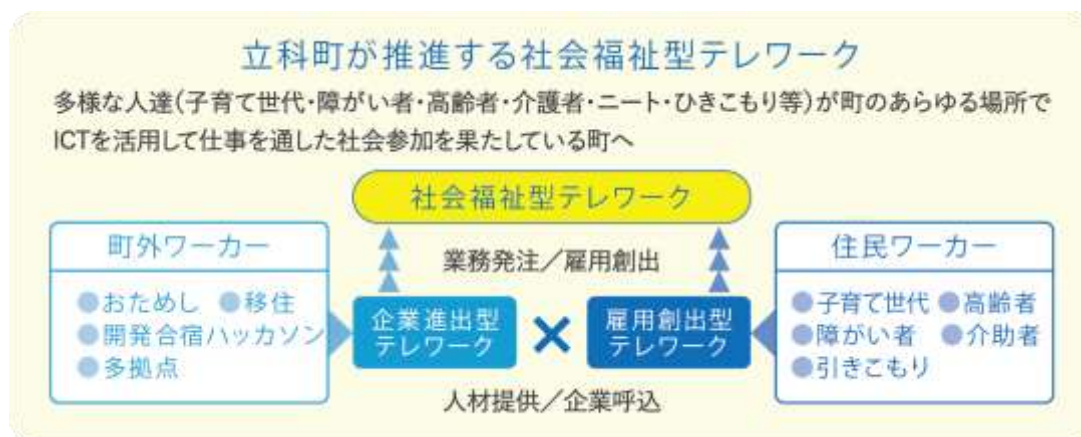 立科町が推進する社会福祉型テレワーク
多様な人達(子育て世代・障がい者・高齢者・介護者・ニート・ひきこもり等)が町のあらゆる場所で
ICTを活用して仕事を通した社会参加を果たしている町へ
社会福祉型テレワーク
町外ワーカー
●おためし ●移住
●開発合宿ハッカソン
●多拠点
業務発注／雇用創出
企業進出型
テレワーク
×
雇用創出型
テレワーク
人材提供／企業呼込
住民ワーカー
●子育て世代 ●高齢者
●障がい者 ●介助者
●引きこもり